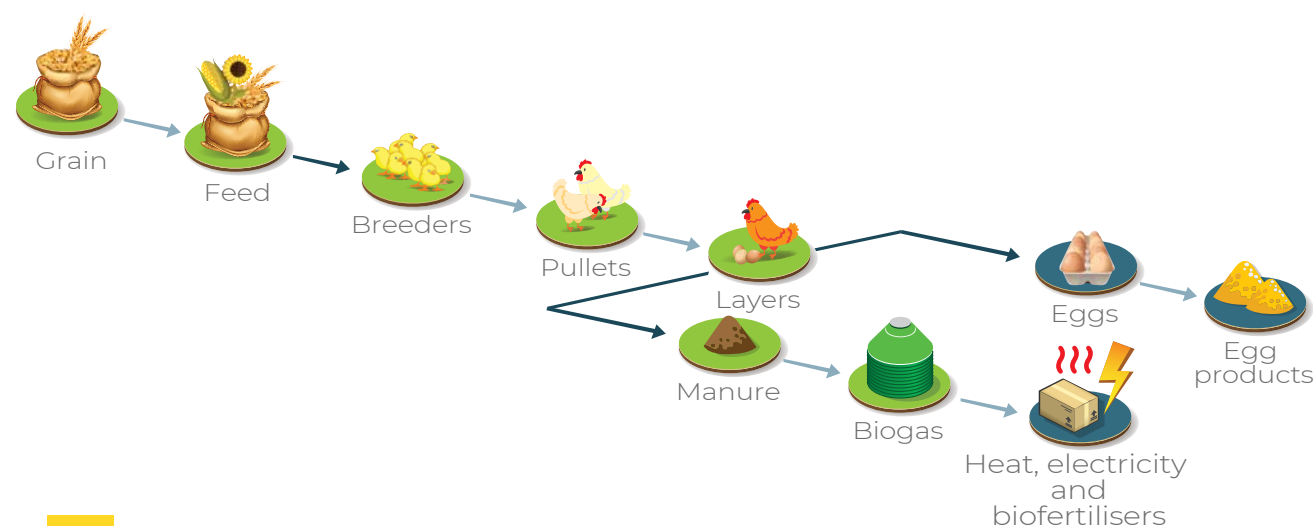 Grain
Feed
Breeders
Pullets
Layers
Eggs
Egg
products
Manure
Biogas
Heat, electricity
and
biofertilisers